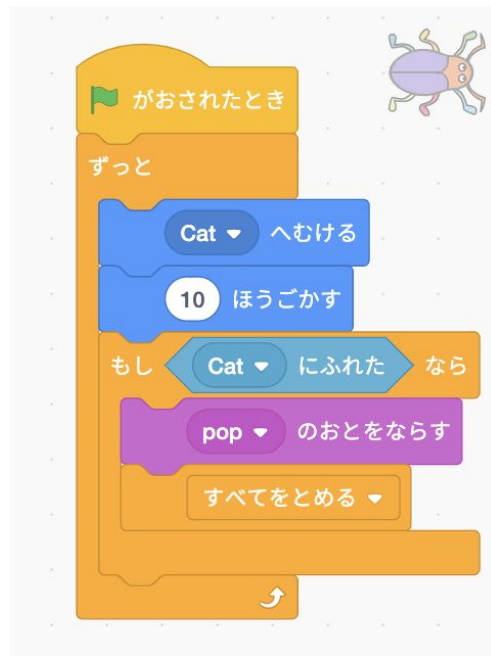 がおされたとき
ずっと
Cat へむける
10 ほうごかす
もし Cat にふれた なら
pop のおとをならす
すべてをとめる